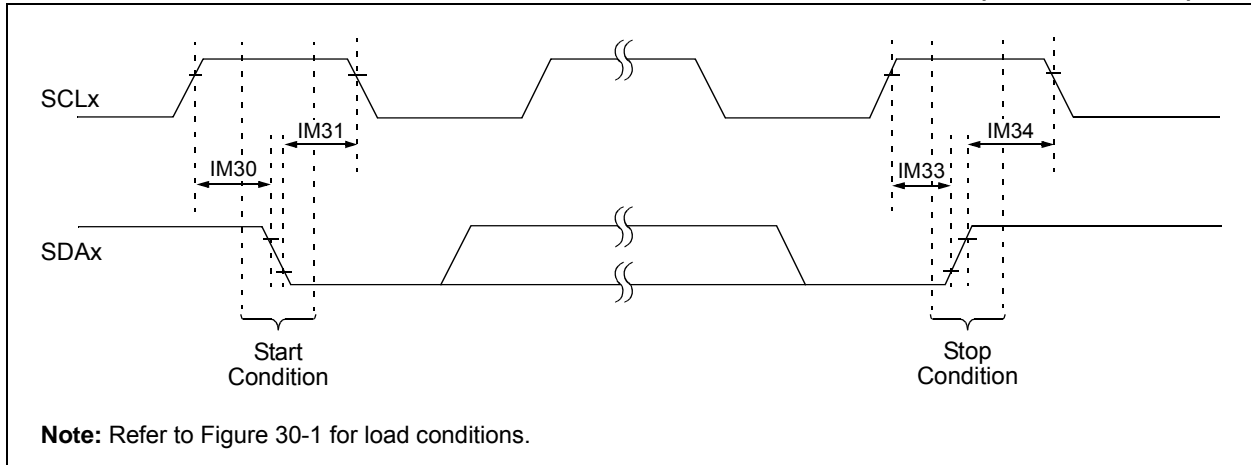 SCLx
IM31
IM34
IM30
IM33
SDAx
Start
Condition
Stop
Condition
Note: Refer to Figure 30-1 for load conditions.